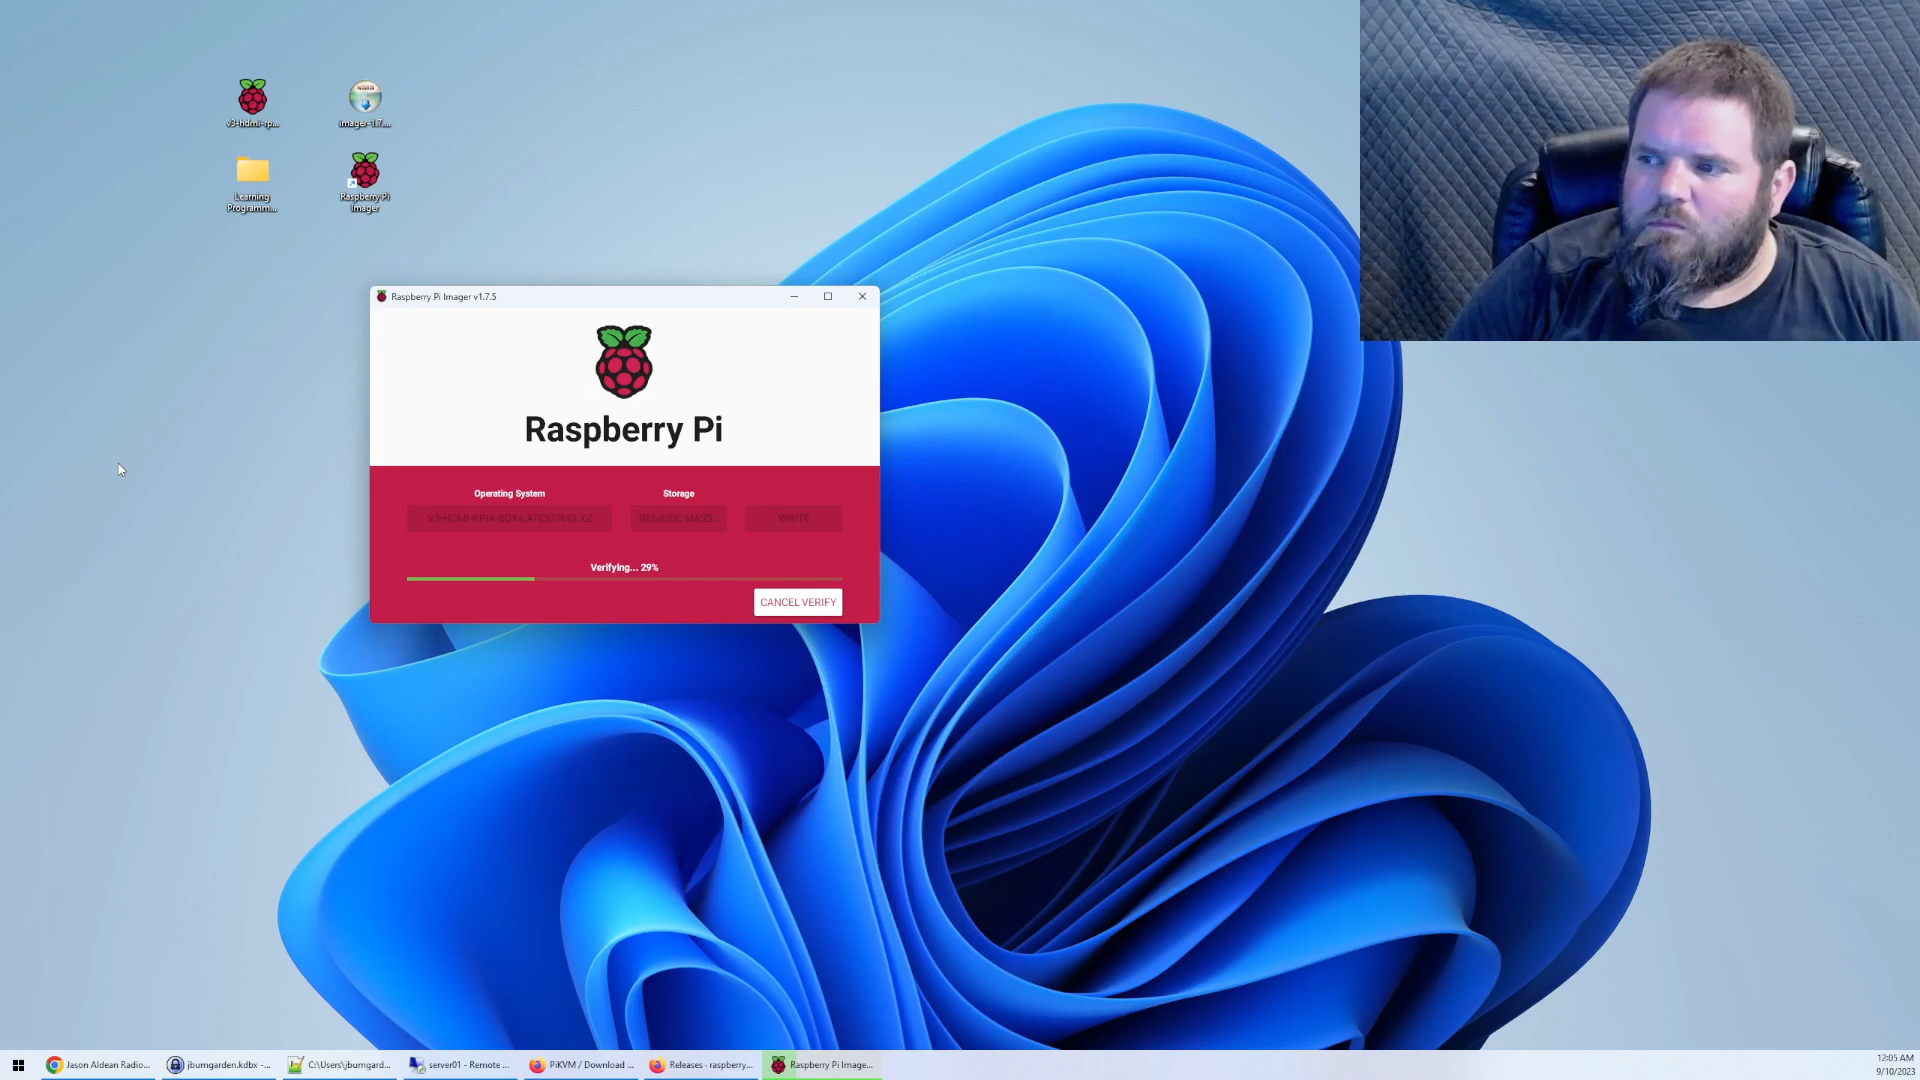 v3-hdmi-rp...
imager-1.7....
Learning
Programm...
Raspberry Pi
Imager
Raspberry Pi Imager v1.7.5
Raspberry Pi
Operating System
Storage
V3-HDMI-RPI4-BOX-LATEST.IMG.XZ
GENERIC MASS...
WRITE
Verifying... 29%
CANCEL VERIFY
Jason Aldean Radio...
jbumgarden.kdbx -...
C:\Users\jbumgard...
server01 - Remote ...
PiKVM / Download ...
Releases · raspberry...
Raspberry Pi Image...
12:05 AM
9/10/2023